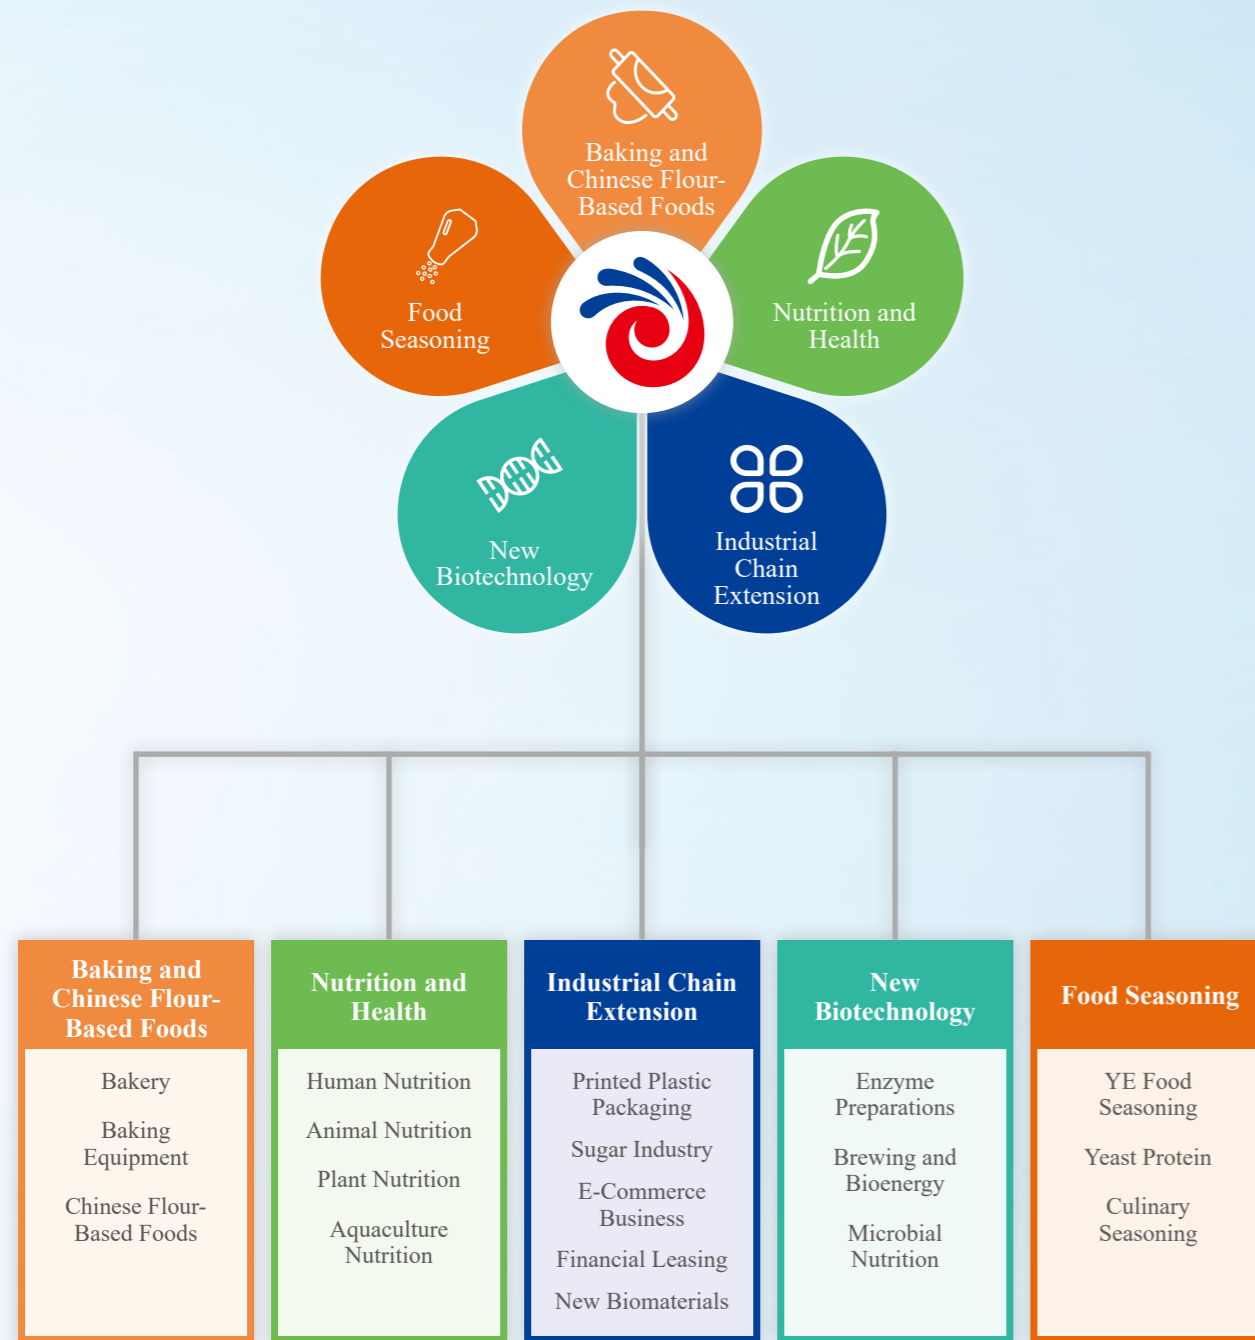 Baking and
Chinese Flour-
Based Foods
Food
Seasoning
Nutrition and
Health
New
Biotechnology
Industrial
Chain
Extension
Baking and
Chinese Flour-
Based Foods
Bakery
Baking
Equipment
Chinese Flour-
Based Foods
Nutrition and
Health
Human Nutrition
Animal Nutrition
Plant Nutrition
Aquaculture
Nutrition
Industrial Chain
Extension
Printed Plastic
Packaging
Sugar Industry
E-Commerce
Business
Financial Leasing
New Biomaterials
New
Biotechnology
Enzyme
Preparations
Brewing and
Bioenergy
Microbial
Nutrition
Food Seasoning
YE Food
Seasoning
Yeast Protein
Culinary
Seasoning